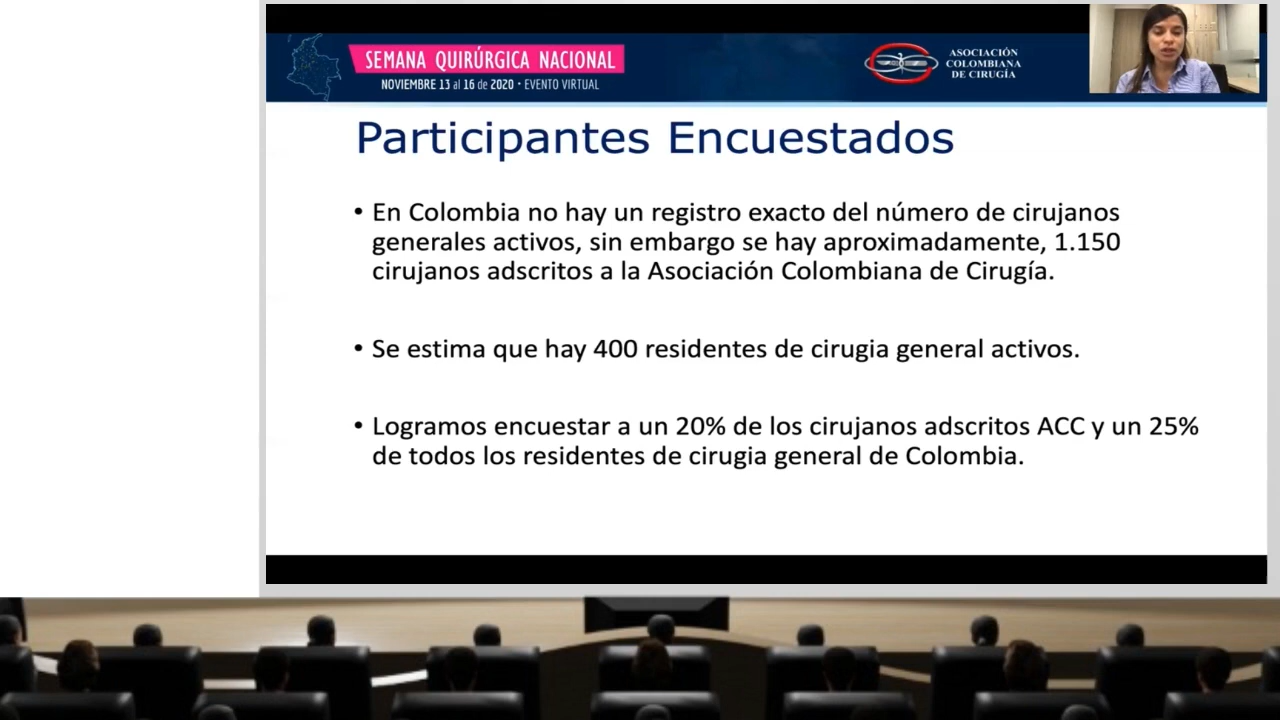 SEMANA QUIRÚRGICA NACIONAL
NOVIEMBRE 13 al 16 de 2020 • EVENTO VIRTUAL
ASOCIACIÓN
COLOMBIANA
DE CIRUGÍA
Participantes Encuestados
• En Colombia no hay un registro exacto del número de cirujanos
generales activos, sin embargo se hay aproximadamente, 1.150
cirujanos adscritos a la Asociación Colombiana de Cirugía.
• Se estima que hay 400 residentes de cirugia general activos.
• Logramos encuestar a un 20% de los cirujanos adscritos ACC y un 25%
de todos los residentes de cirugia general de Colombia.